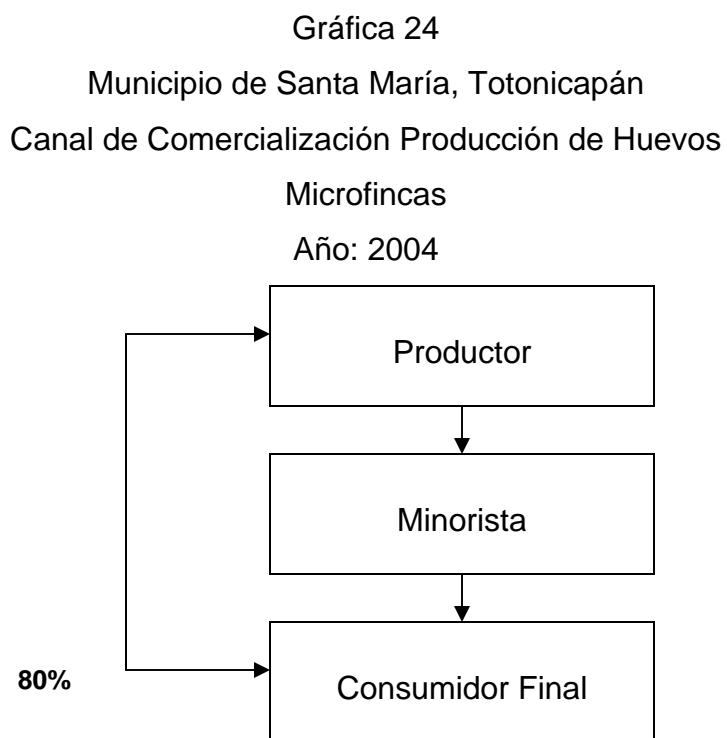 Gráfica 24
Municipio de Santa María, Totonicapán
Canal de Comercialización Producción de Huevos
Microfincas
Año: 2004
Productor
Minorista
80%
Consumidor Final